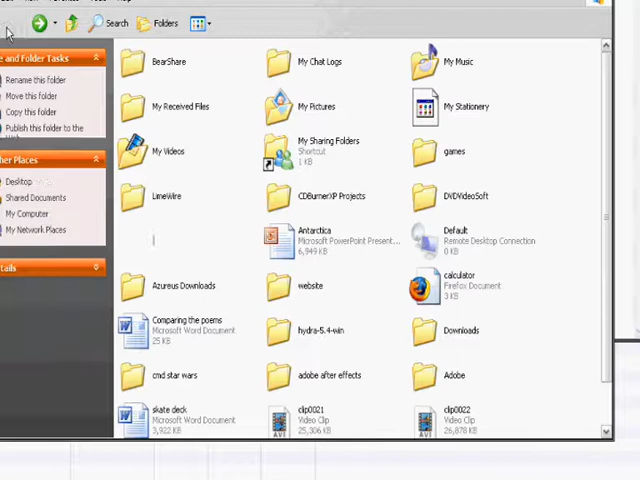 Search
Folders
e and Folder Tasks
Rename this folder
Move this folder
Copy this folder
Publish this folder to the
her Places
Desktop
Shared Documents
My Computer
My Network Places
etails
BearShare
My Chat Logs
My Music
My Received Files
My Pictures
My Stationery
My Videos
My Sharing Folders
Shortcut
1 KB
games
LimeWire
CDBurnerXP Projects
DVDVideoSoft
Antarctica
Microsoft PowerPoint Present...
6,949 KB
Default
Remote Desktop Connection
0 KB
Azureus Downloads
website
calculator
Firefox Document
3 KB
Comparing the poems
Microsoft Word Document
25 KB
hydra-5.4-win
Downloads
cmd star wars
adobe after effects
Adobe
skate deck
Microsoft Word Document
3,922 KB
clip0021
Video Clip
25,306 KB
clip0022
Video Clip
26,878 KB